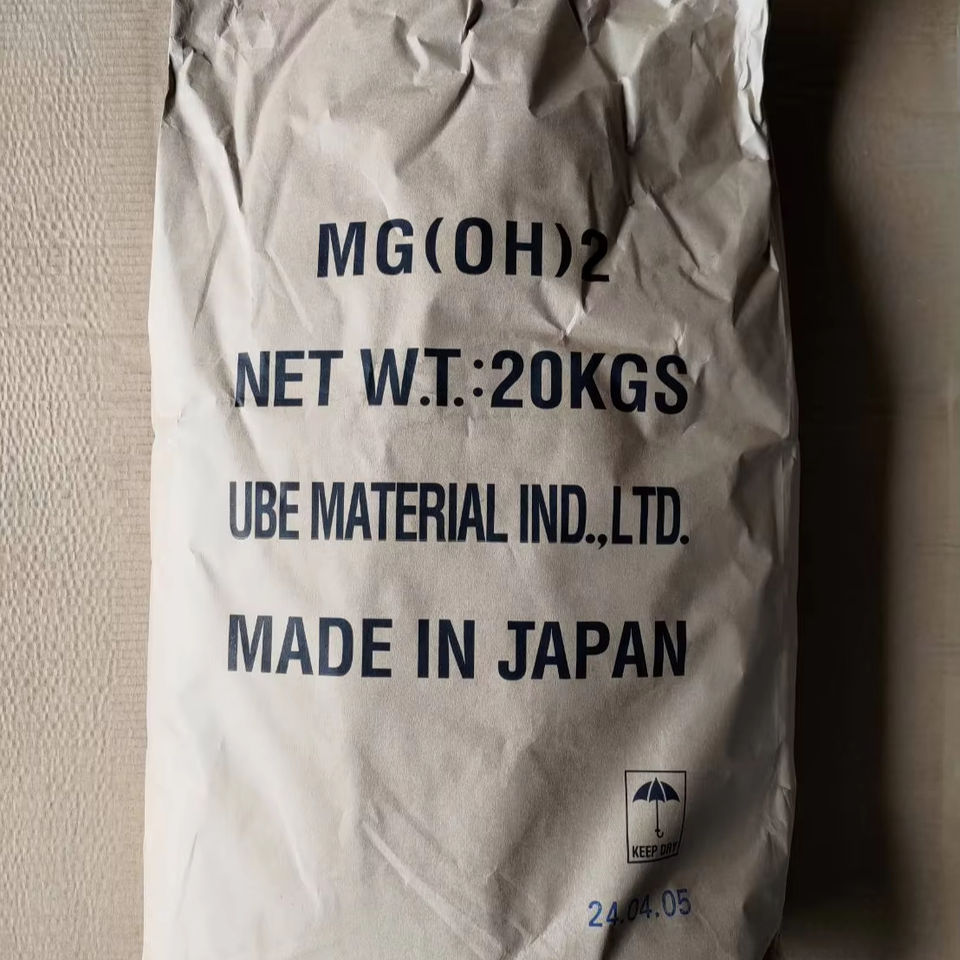 MG(OH)2
NET W.T.:20KGS
UBE MATERIAL IND.,LTD.
MADE IN JAPAN
KEEP DRY
24.04.05